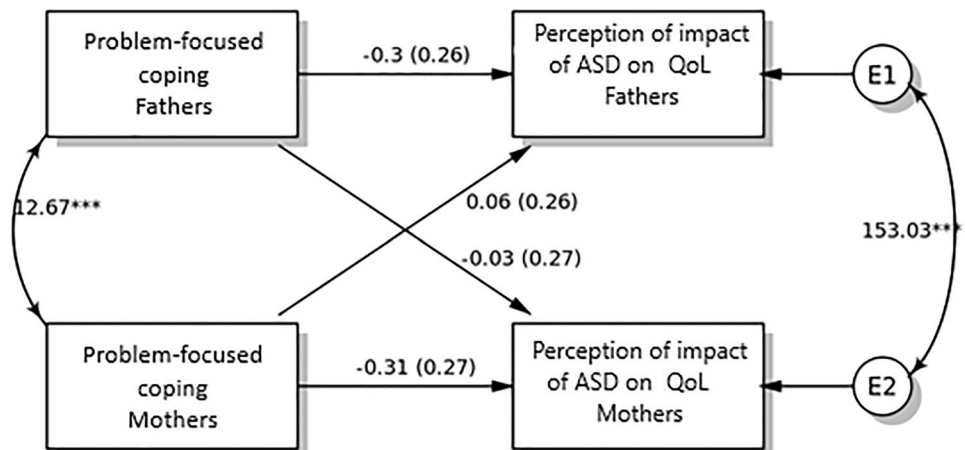 Problem-focused
coping
Fathers
-0.3 (0.26)
Perception of impact
of ASD on QoL
Fathers
E1
12.67***
0.06 (0.26)
-0.03 (0.27)
153.03***
Problem-focused
coping
Mothers
-0.31 (0.27)
Perception of impact
of ASD on QoL
Mothers
E2